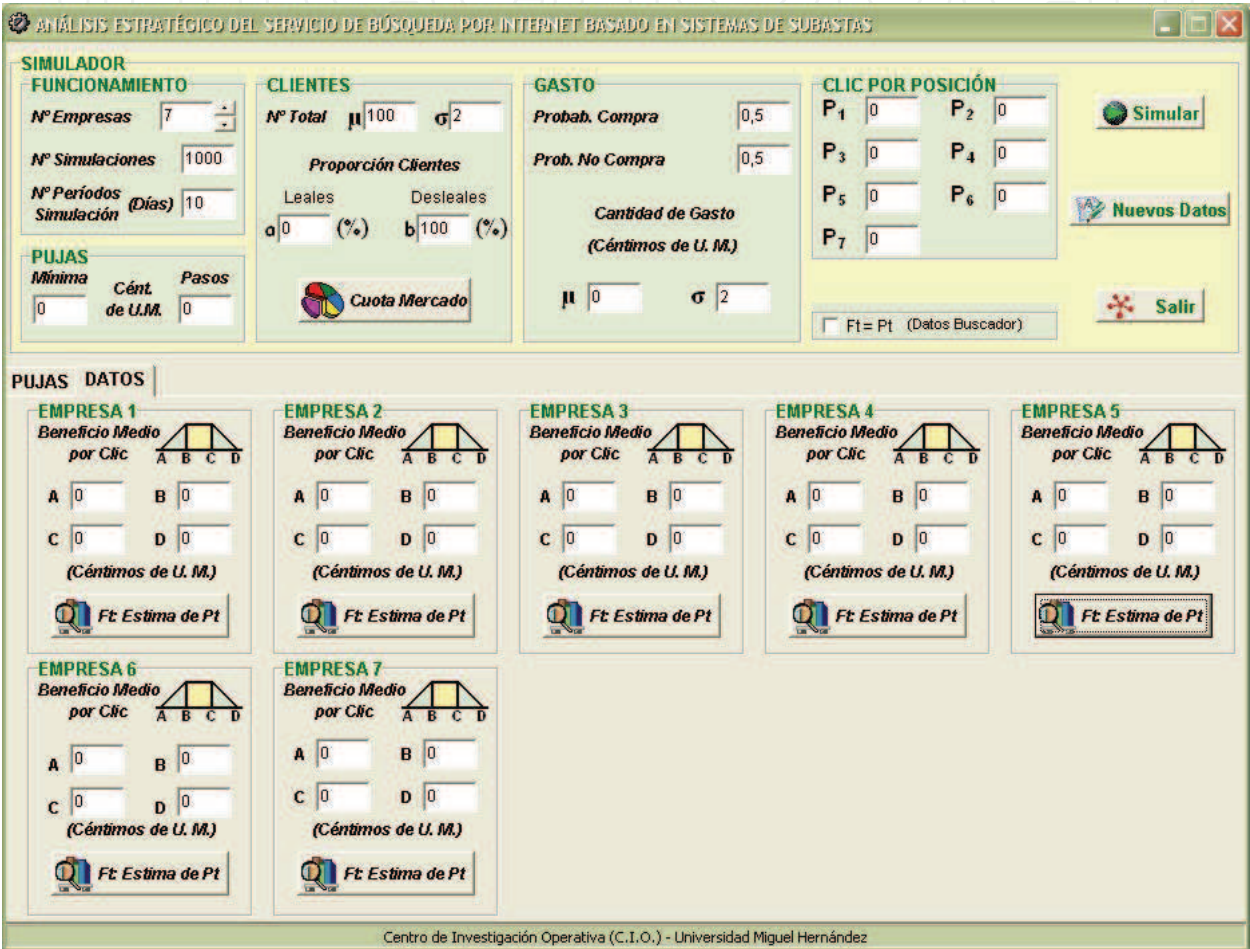 ANÁLISIS ESTRATÉGICO DEL SERVICIO DE BÚSQUEDA POR INTERNET BASADO EN SISTEMAS DE SUBASTAS
SIMULADOR
FUNCIONAMIENTO
Nº Empresas 7
Nº Simulaciones 1000
Nº Períodos Simulación (Días) 10
PUJAS
Mínima Cént. de U.M. Pasos
0 0
CLIENTES
Nº Total μ 100 σ 2
Proporción Clientes
Leales Desleales
a 0 (%) b 100 (%)
Cuota Mercado
GASTO
Probab. Compra 0,5
Prob. No Compra 0,5
Cantidad de Gasto
(Céntimos de U. M.)
μ 0 σ 2
CLIC POR POSICIÓN
P1 0 P2 0
P3 0 P4 0
P5 0 P6 0
P7 0
Ft= Pt (Datos Buscador)
Simular
Nuevos Datos
Salir
PUJAS DATOS
EMPRESA 1
Beneficio Medio
por Clic A B C D
A 0 B 0
C 0 D 0
(Céntimos de U. M.)
Ft: Estima de Pt
EMPRESA 2
Beneficio Medio
por Clic A B C D
A 0 B 0
C 0 D 0
(Céntimos de U. M.)
Ft: Estima de Pt
EMPRESA 3
Beneficio Medio
por Clic A B C D
A 0 B 0
C 0 D 0
(Céntimos de U. M.)
Ft: Estima de Pt
EMPRESA 4
Beneficio Medio
por Clic A B C D
A 0 B 0
C 0 D 0
(Céntimos de U. M.)
Ft: Estima de Pt
EMPRESA 5
Beneficio Medio
por Clic A B C D
A 0 B 0
C 0 D 0
(Céntimos de U. M.)
Ft: Estima de Pt
EMPRESA 6
Beneficio Medio
por Clic A B C D
A 0 B 0
C 0 D 0
(Céntimos de U. M.)
Ft: Estima de Pt
EMPRESA 7
Beneficio Medio
por Clic A B C D
A 0 B 0
C 0 D 0
(Céntimos de U. M.)
Ft: Estima de Pt
Centro de Investigación Operativa (C.I.O.) - Universidad Miguel Hernández